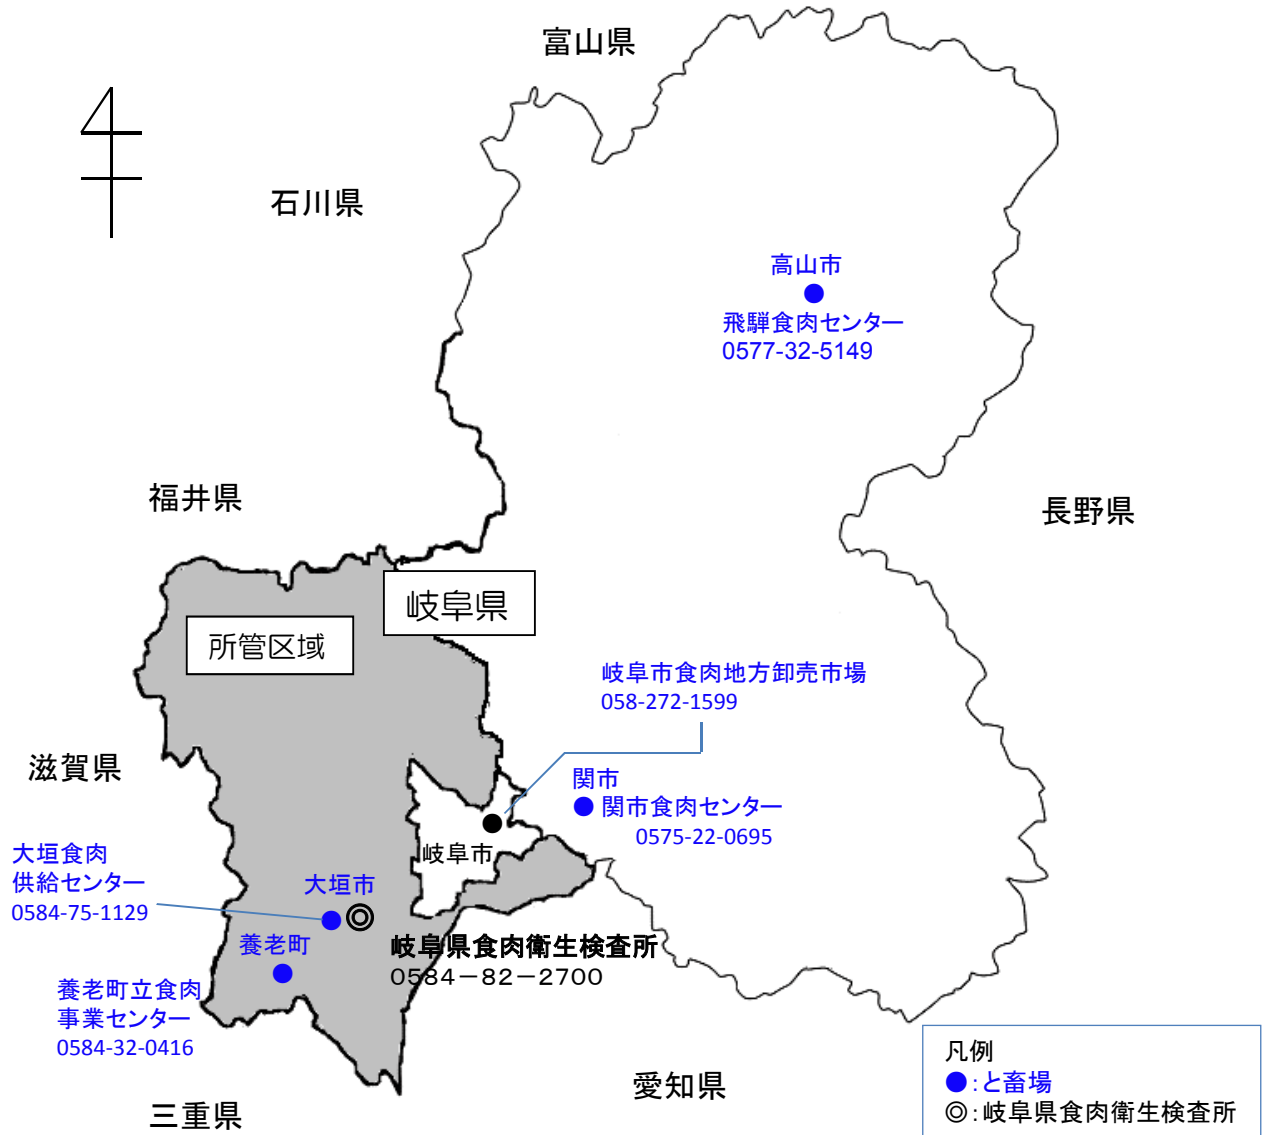 富山県
石川県
高山市
飛騨食肉センター
0577-32-5149
福井県
長野県
岐阜県
所管区域
岐阜市食肉地方卸売市場
058-272-1599
滋賀県
関市
関市食肉センター
0575-22-0695
岐阜市
大垣食肉
供給センター
0584-75-1129
大垣市
養老町
岐阜県食肉衛生検査所
0584−82−2700
養老町立食肉
事業センター
0584-32-0416
愛知県
三重県
凡例
●:と畜場
◎:岐阜県食肉衛生検査所